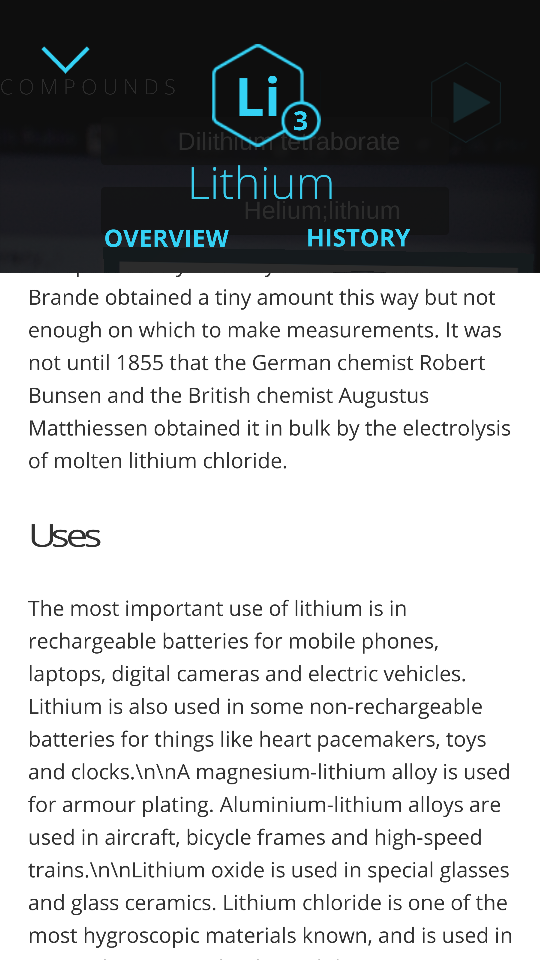 COMPOUNDS
Li
3
Dilithium tetraborate
Lithium
Helium;lithium
OVERVIEW HISTORY
Brande obtained a tiny amount this way but not
enough on which to make measurements. It was
not until 1855 that the German chemist Robert
Bunsen and the British chemist Augustus
Matthiessen obtained it in bulk by the electrolysis
of molten lithium chloride.
Uses
The most important use of lithium is in
rechargeable batteries for mobile phones,
laptops, digital cameras and electric vehicles.
Lithium is also used in some non-rechargeable
batteries for things like heart pacemakers, toys
and clocks.\n\nA magnesium-lithium alloy is used
for armour plating. Aluminium-lithium alloys are
used in aircraft, bicycle frames and high-speed
trains.\n\nLithium oxide is used in special glasses
and glass ceramics. Lithium chloride is one of the
most hygroscopic materials known, and is used in